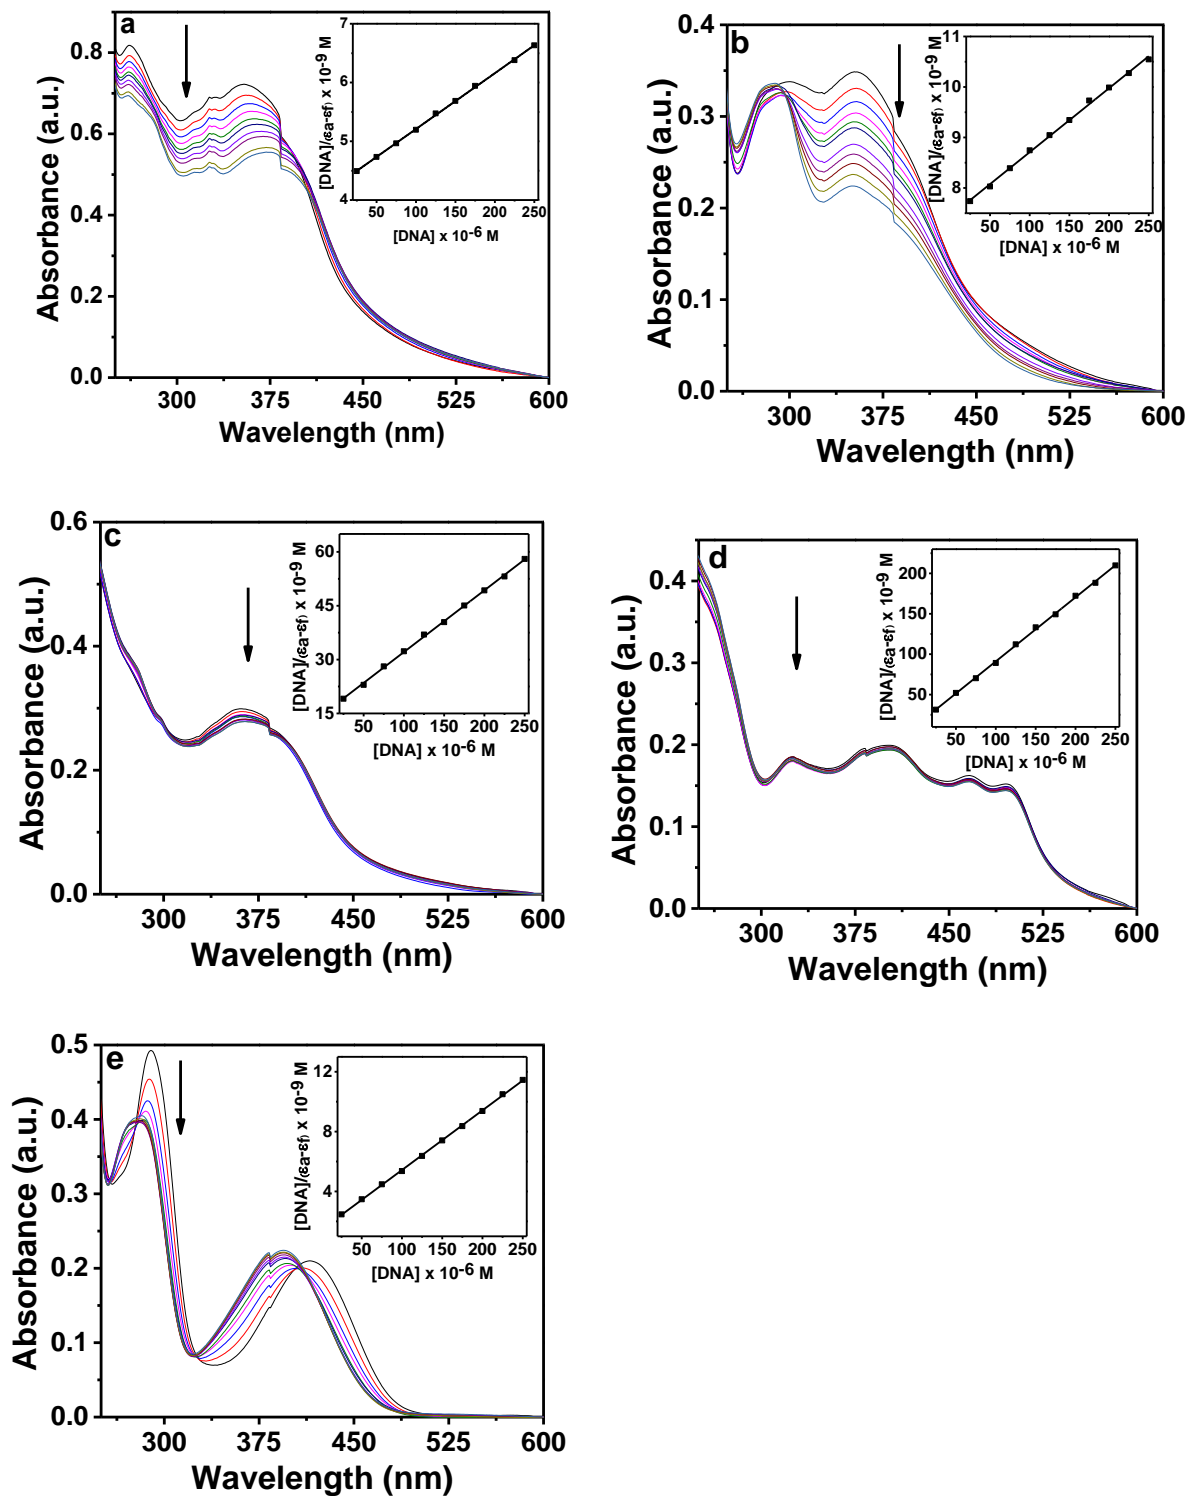 a
Absorbance (a.u.)
0.8
0.6
0.4
0.2
0.0
300 375 450 525 600
Wavelength (nm)
[DNA]/(εa-εf) x 10-9 M
7
6
5
4
50 100 150 200 250
[DNA] x 10-6 M
b
Absorbance (a.u.)
0.4
0.3
0.2
0.1
0.0
300 375 450 525 600
Wavelength (nm)
[DNA]/(εa-εf) x 10-9 M
11
10
9
8
50 100 150 200 250
[DNA] x 10-6 M
c
Absorbance (a.u.)
0.6
0.4
0.2
0.0
300 375 450 525 600
Wavelength (nm)
[DNA]/(εa-εf) x 10-9 M
60
45
30
15
50 100 150 200 250
[DNA] x 10-6 M
d
Absorbance (a.u.)
0.4
0.3
0.2
0.1
0.0
300 375 450 525 600
Wavelength (nm)
[DNA]/(εa-εf) x 10-9 M
200
150
100
50
50 100 150 200 250
[DNA] x 10-6 M
e
Absorbance (a.u.)
0.5
0.4
0.3
0.2
0.1
0.0
300 375 450 525 600
Wavelength (nm)
[DNA]/(εa-εf) x 10-9 M
12
8
4
50 100 150 200 250
[DNA] x 10-6 M